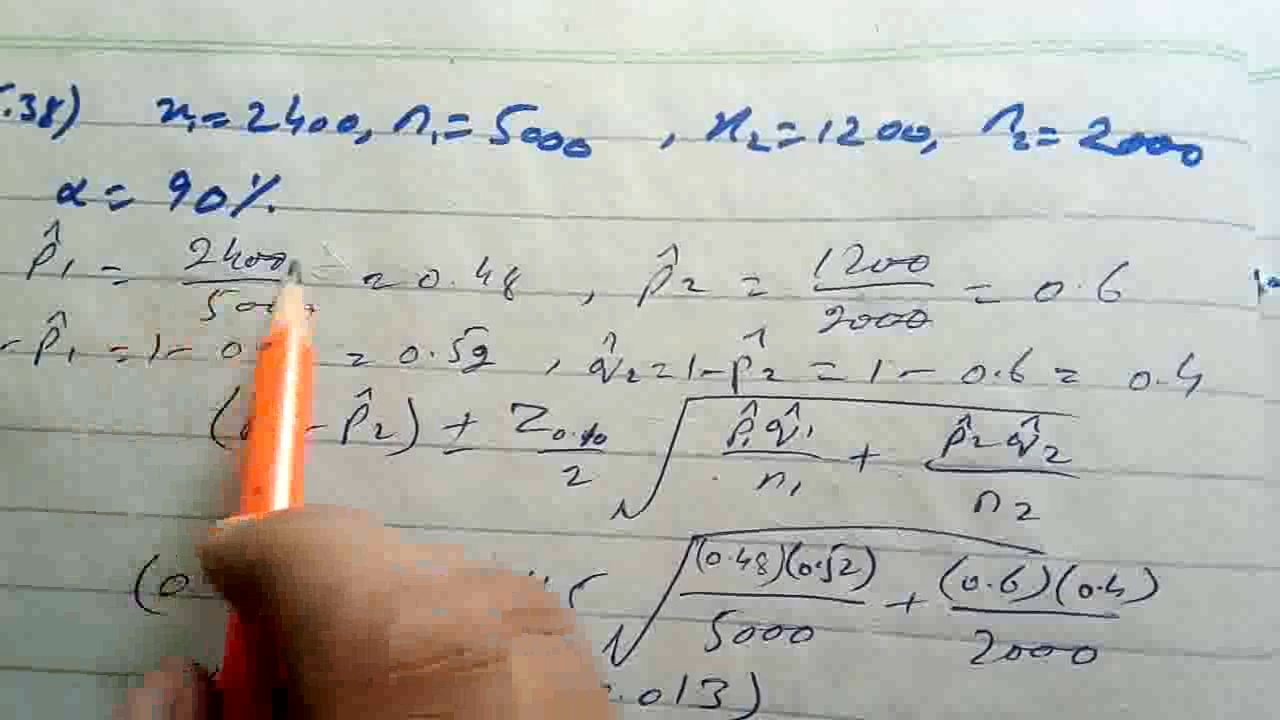 .38) x₁=2400, n₁=5000 , x₂=1200, n₂=2000
α = 90%.
p̂₁ = 2400/500 = 0.48 , p̂₂ = 1200/2000 = 0.6
-p̂₁ = 1- 0 = 0.52 , q̂₂=1-p̂₂ = 1- 0.6 = 0.4
( -p̂₂) ± Z0.10/2 √ p̂₁q̂₁/n₁ + p̂₂q̂₂/n₂
(0 √ (0.48)(0.52)/5000 + (0.6)(0.4)/2000
.013)